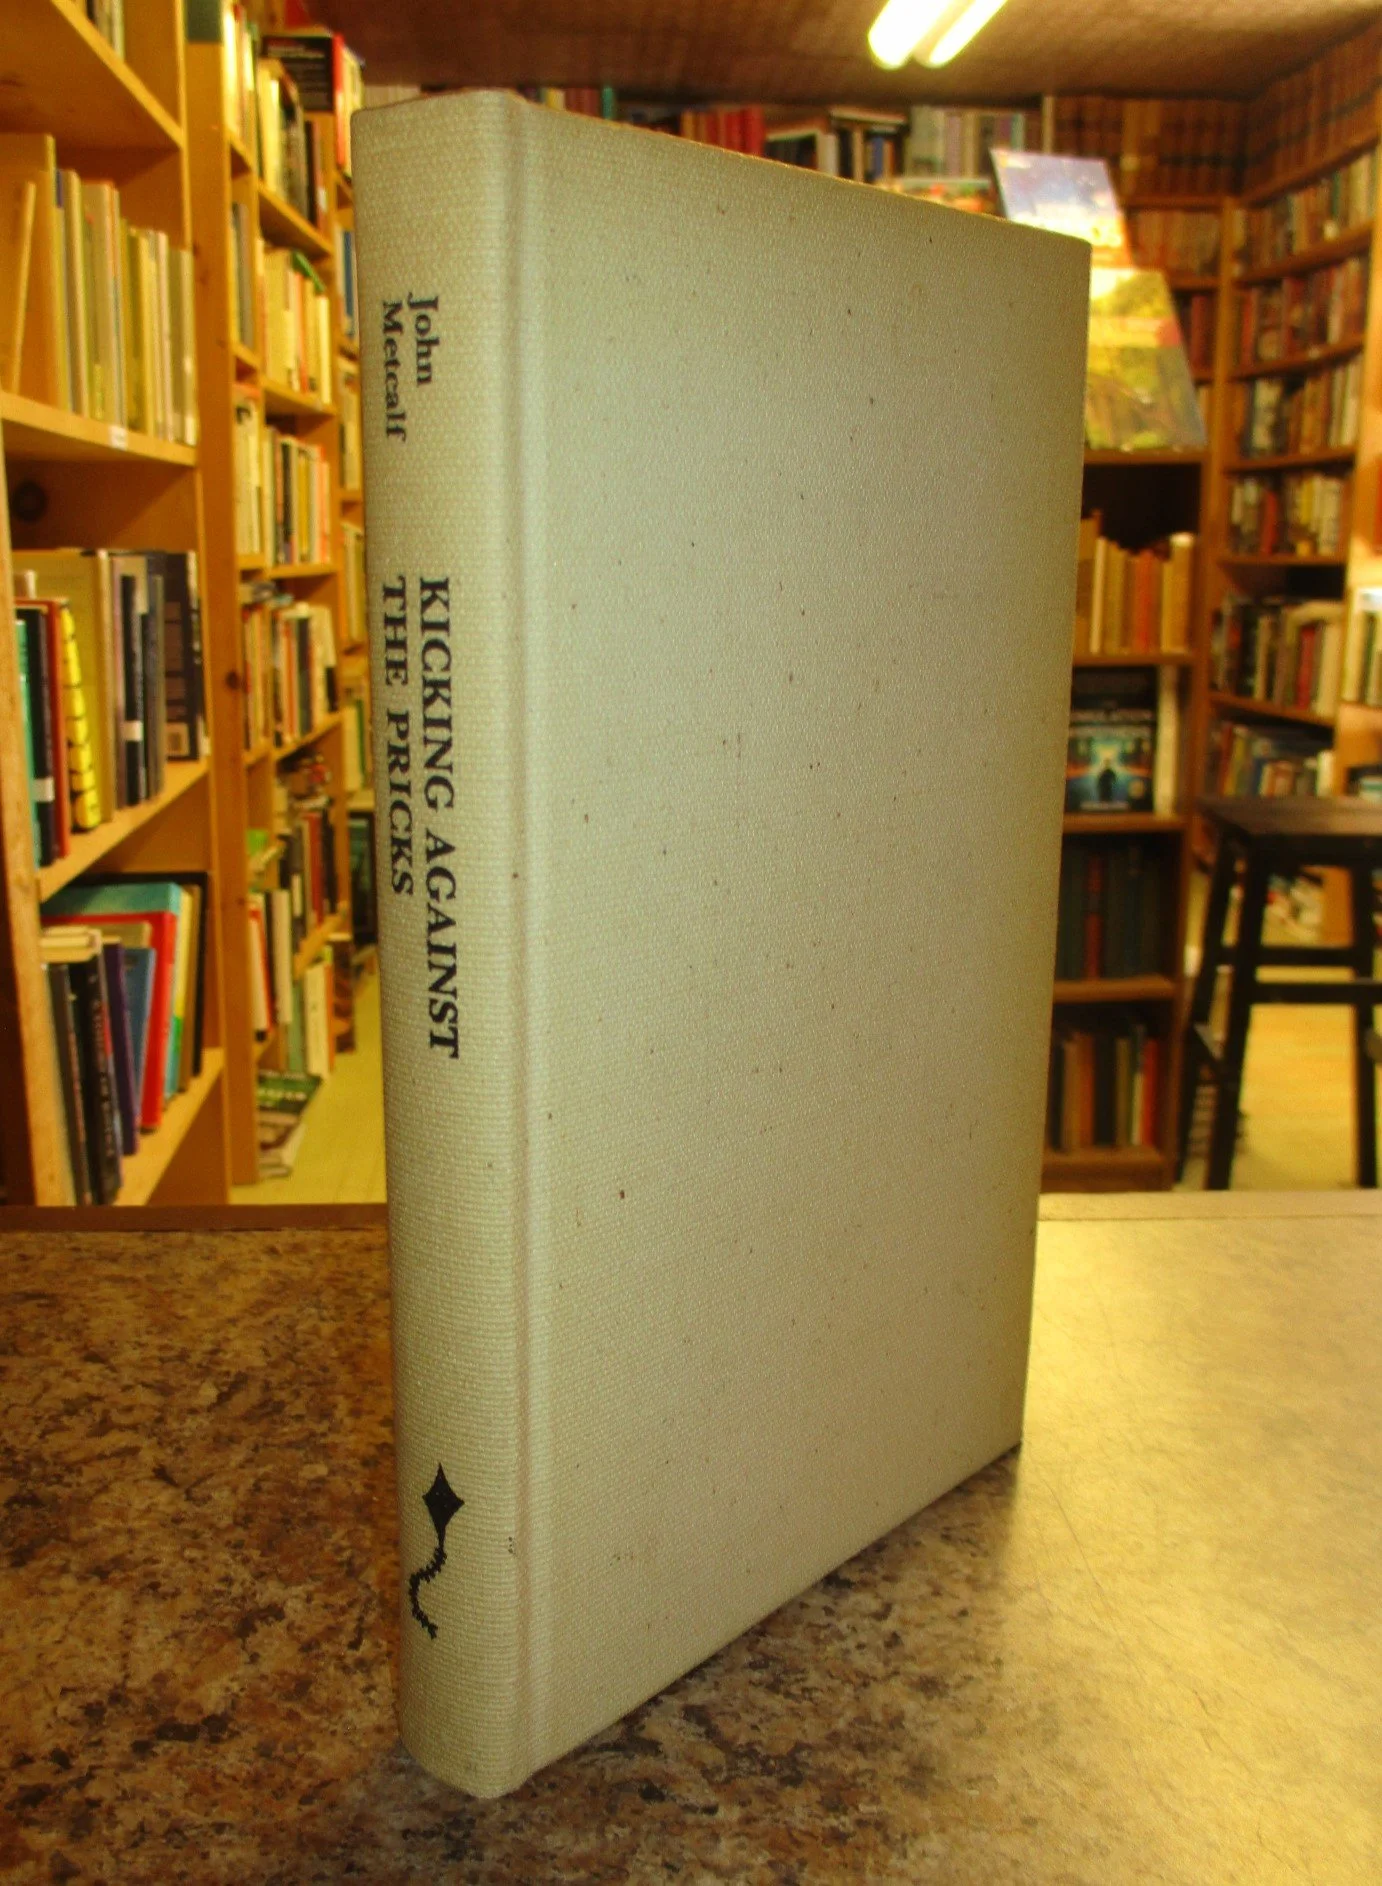 John
Metcalf
KICKING AGAINST
THE PRICKS